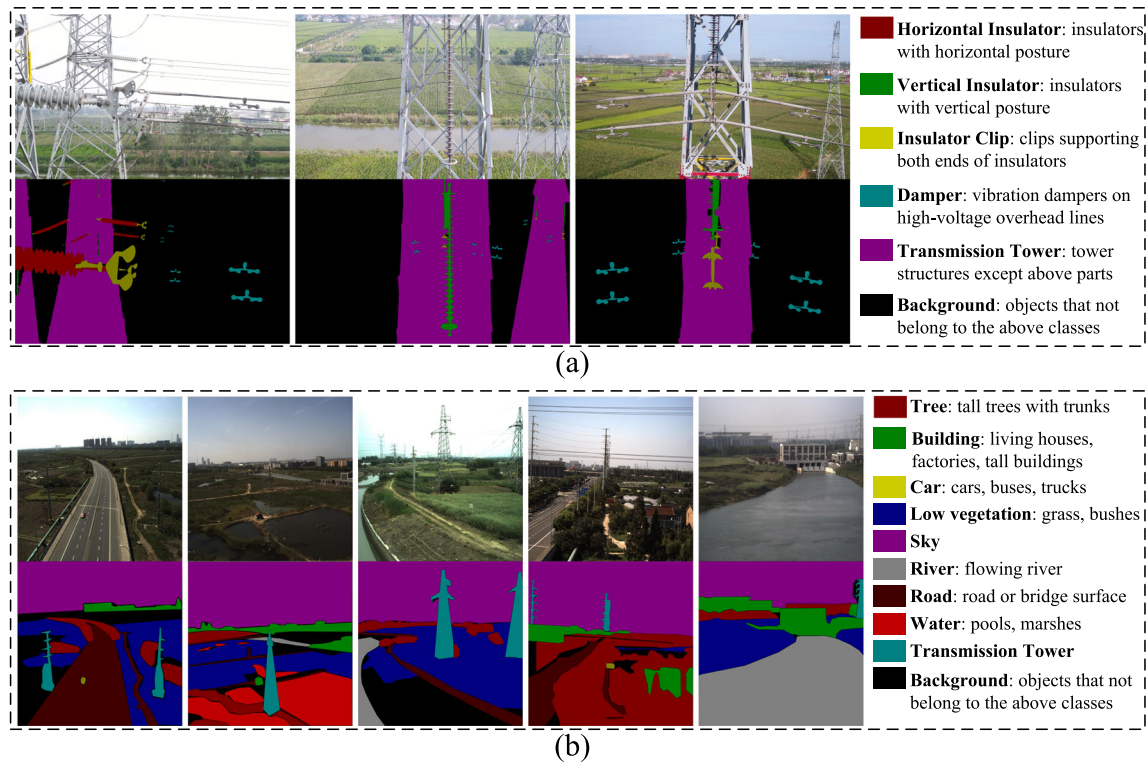 Horizontal Insulator: insulators
with horizontal posture
Vertical Insulator: insulators
with vertical posture
Insulator Clip: clips supporting
both ends of insulators
Damper: vibration dampers on
high-voltage overhead lines
Transmission Tower: tower
structures except above parts
Background: objects that not
belong to the above classes
(a)
Tree: tall trees with trunks
Building: living houses,
factories, tall buildings
Car: cars, buses, trucks
Low vegetation: grass, bushes
Sky
River: flowing river
Road: road or bridge surface
Water: pools, marshes
Transmission Tower
Background: objects that not
belong to the above classes
(b)